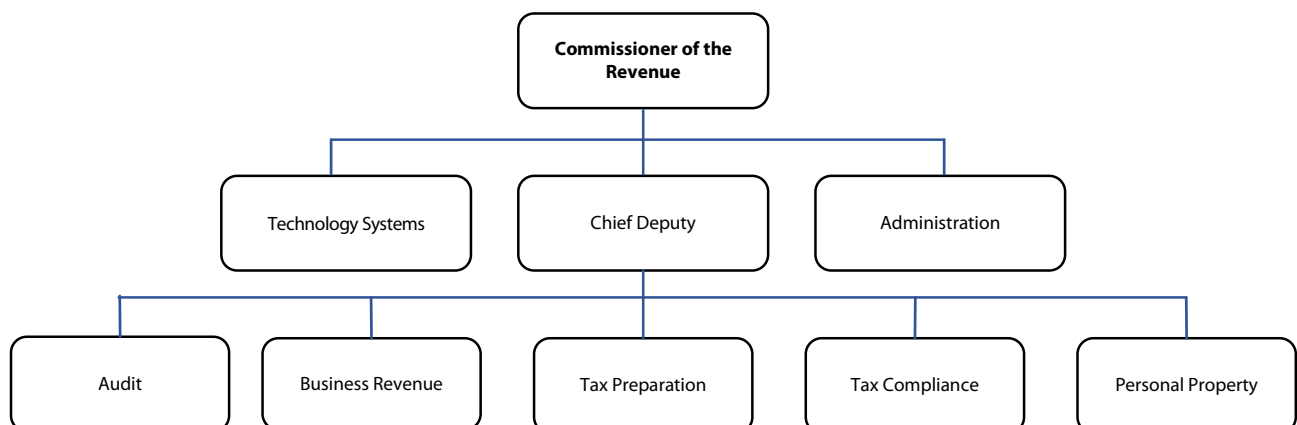 Commissioner of the
Revenue
Technology Systems
Chief Deputy
Administration
Audit
Business Revenue
Tax Preparation
Tax Compliance
Personal Property